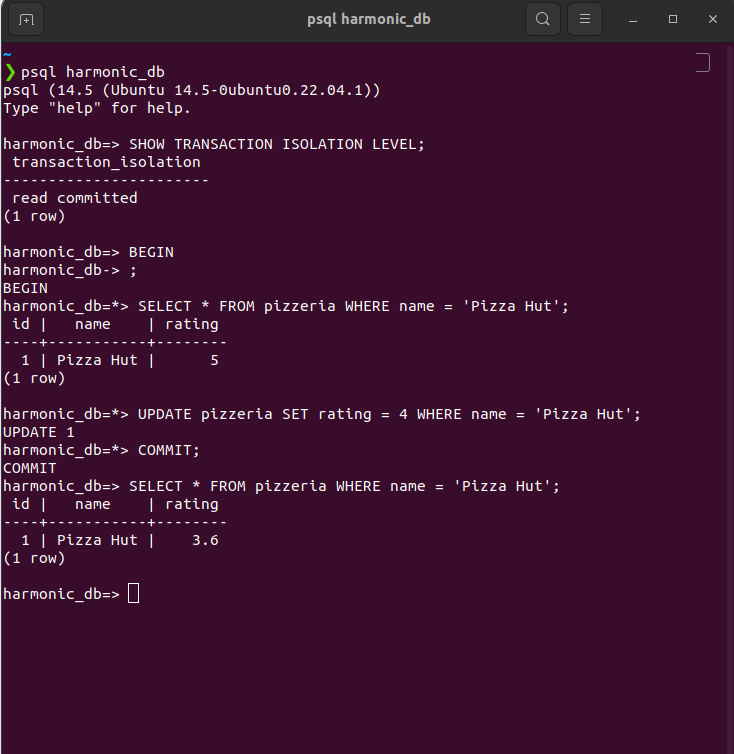 psql harmonic_db
~
❯ psql harmonic_db
psql (14.5 (Ubuntu 14.5-0ubuntu0.22.04.1))
Type "help" for help.
harmonic_db=> SHOW TRANSACTION ISOLATION LEVEL;
 transaction_isolation
-----------------------
 read committed
(1 row)
harmonic_db=> BEGIN
harmonic_db-> ;
BEGIN
harmonic_db=*> SELECT * FROM pizzeria WHERE name = 'Pizza Hut';
 id |   name    | rating
----+-----------+--------
  1 | Pizza Hut |      5
(1 row)
harmonic_db=*> UPDATE pizzeria SET rating = 4 WHERE name = 'Pizza Hut';
UPDATE 1
harmonic_db=*> COMMIT;
COMMIT
harmonic_db=> SELECT * FROM pizzeria WHERE name = 'Pizza Hut';
 id |   name    | rating
----+-----------+--------
  1 | Pizza Hut |    3.6
(1 row)
harmonic_db=>